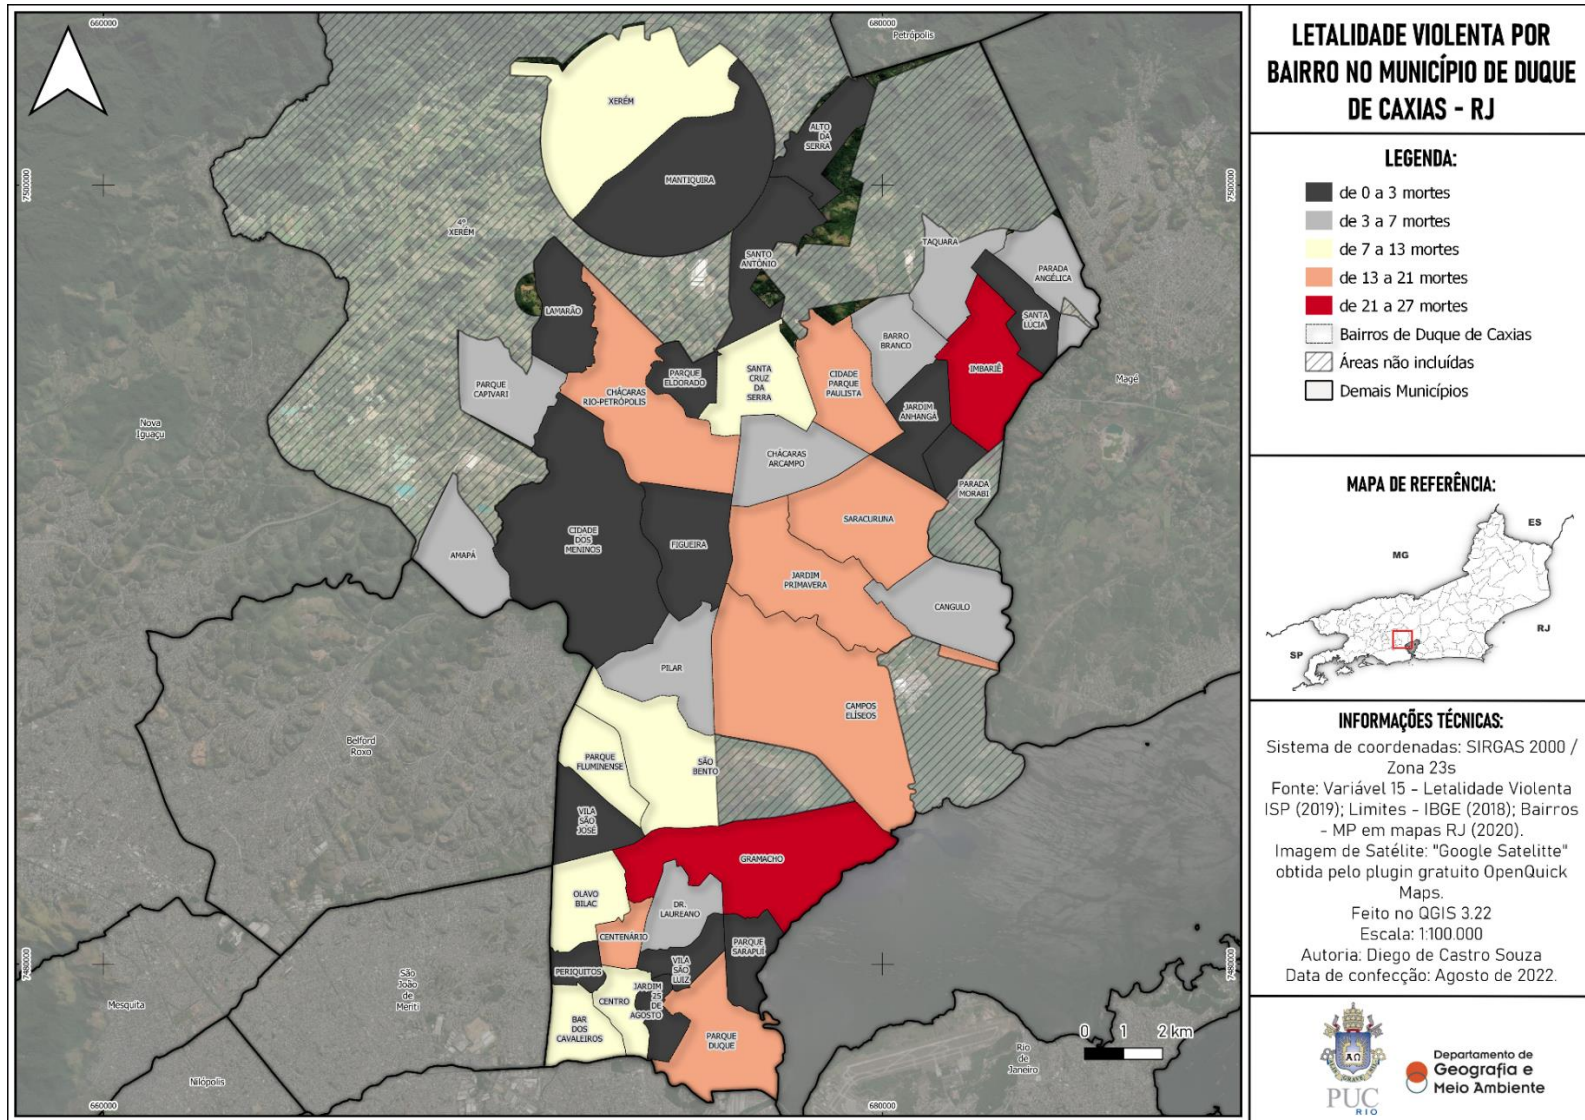 660000
680000
Petrópolis
7500000
7500000
XERÉM
ALTO
DA
SERRA
MANTIQUIRA
4º
XERÉM
SANTO
ANTÔNIO
TAQUARA
PARADA
ANGÉLICA
LAMARÃO
SANTA
LÚCIA
BARRO
BRANCO
PARQUE
CAPIVARI
CHÁCARAS
RIO-PETRÓPOLIS
PARQUE
ELDORADO
SANTA
CRUZ
DA
SERRA
CIDADE
PARQUE
PAULISTA
IMBARIÊ
Magé
JARDIM
ANHANGÁ
Nova
Iguaçu
CHÁCARAS
ARCAMPO
PARADA
MORABI
SARACURUNA
CIDADE
DOS
MENINOS
FIGUEIRA
AMAPÁ
JARDIM
PRIMAVERA
CANGULO
PILAR
CAMPOS
ELÍSEOS
Belford
Roxo
PARQUE
FLUMINENSE
SÃO
BENTO
VILA
SÃO
JOSÉ
GRAMACHO
OLAVO
BILAC
DR.
LAUREANO
CENTENÁRIO
PARQUE
SARAPUÍ
7480000
7480000
PERIQUITOS
VILA
SÃO
LUIZ
São
João
de
Meriti
Mesquita
CENTRO
JARDIM
25
DE
AGOSTO
BAR
DOS
CAVALEIROS
PARQUE
DUQUE
0 1 2 km
Rio
de
Janeiro
Nilópolis
660000
680000
LETALIDADE VIOLENTA POR
BAIRRO NO MUNICÍPIO DE DUQUE
DE CAXIAS - RJ
LEGENDA:
de 0 a 3 mortes
de 3 a 7 mortes
de 7 a 13 mortes
de 13 a 21 mortes
de 21 a 27 mortes
Bairros de Duque de Caxias
Áreas não incluídas
Demais Municípios
MAPA DE REFERÊNCIA:
ES
MG
RJ
SP
INFORMAÇÕES TÉCNICAS:
Sistema de coordenadas: SIRGAS 2000 /
Zona 23s
Fonte: Variável 15 - Letalidade Violenta
ISP (2019); Limites - IBGE (2018); Bairros
- MP em mapas RJ (2020).
Imagem de Satélite: "Google Satelitte"
obtida pelo plugin gratuito OpenQuick
Maps.
Feito no QGIS 3.22
Escala: 1:100.000
Autoria: Diego de Castro Souza
Data de confecção: Agosto de 2022.
PUC
RIO
Departamento de
Geografia e
Meio Ambiente